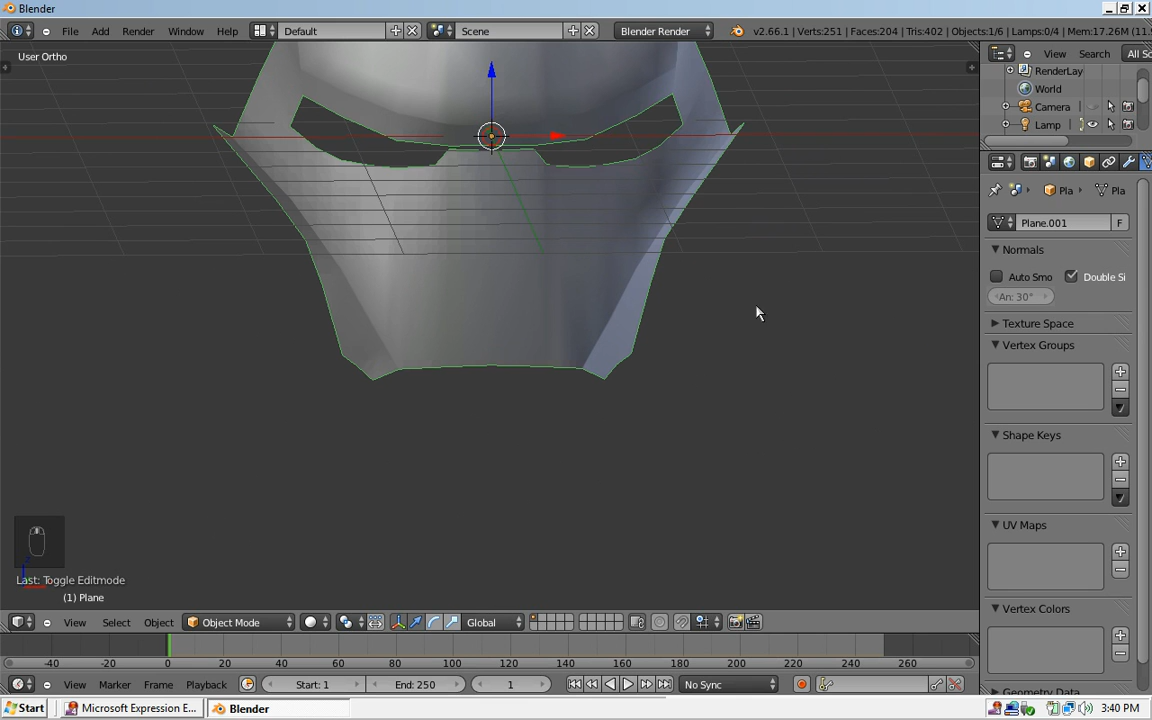 Blender
File Add Render Window Help Default Scene Blender Render v2.66.1 | Verts:251 | Faces:204 | Tris:402 | Objects:1/6 | Lamps:0/4 | Mem:17.26M (11.
User Ortho
View Search All Sc
RenderLay
World
Camera
Lamp
Pla Pla
Plane.001 F
Normals
Auto Smo Double Si
An: 30°
Texture Space
Vertex Groups
Shape Keys
UV Maps
Vertex Colors
Geometry Data
Last: Toggle Editmode
(1) Plane
View Select Object Object Mode Global
-40 -20 0 20 40 60 80 100 120 140 160 180 200 220 240 260
View Marker Frame Playback Start: 1 End: 250 1 No Sync
Start Microsoft Expression E... Blender 3:40 PM